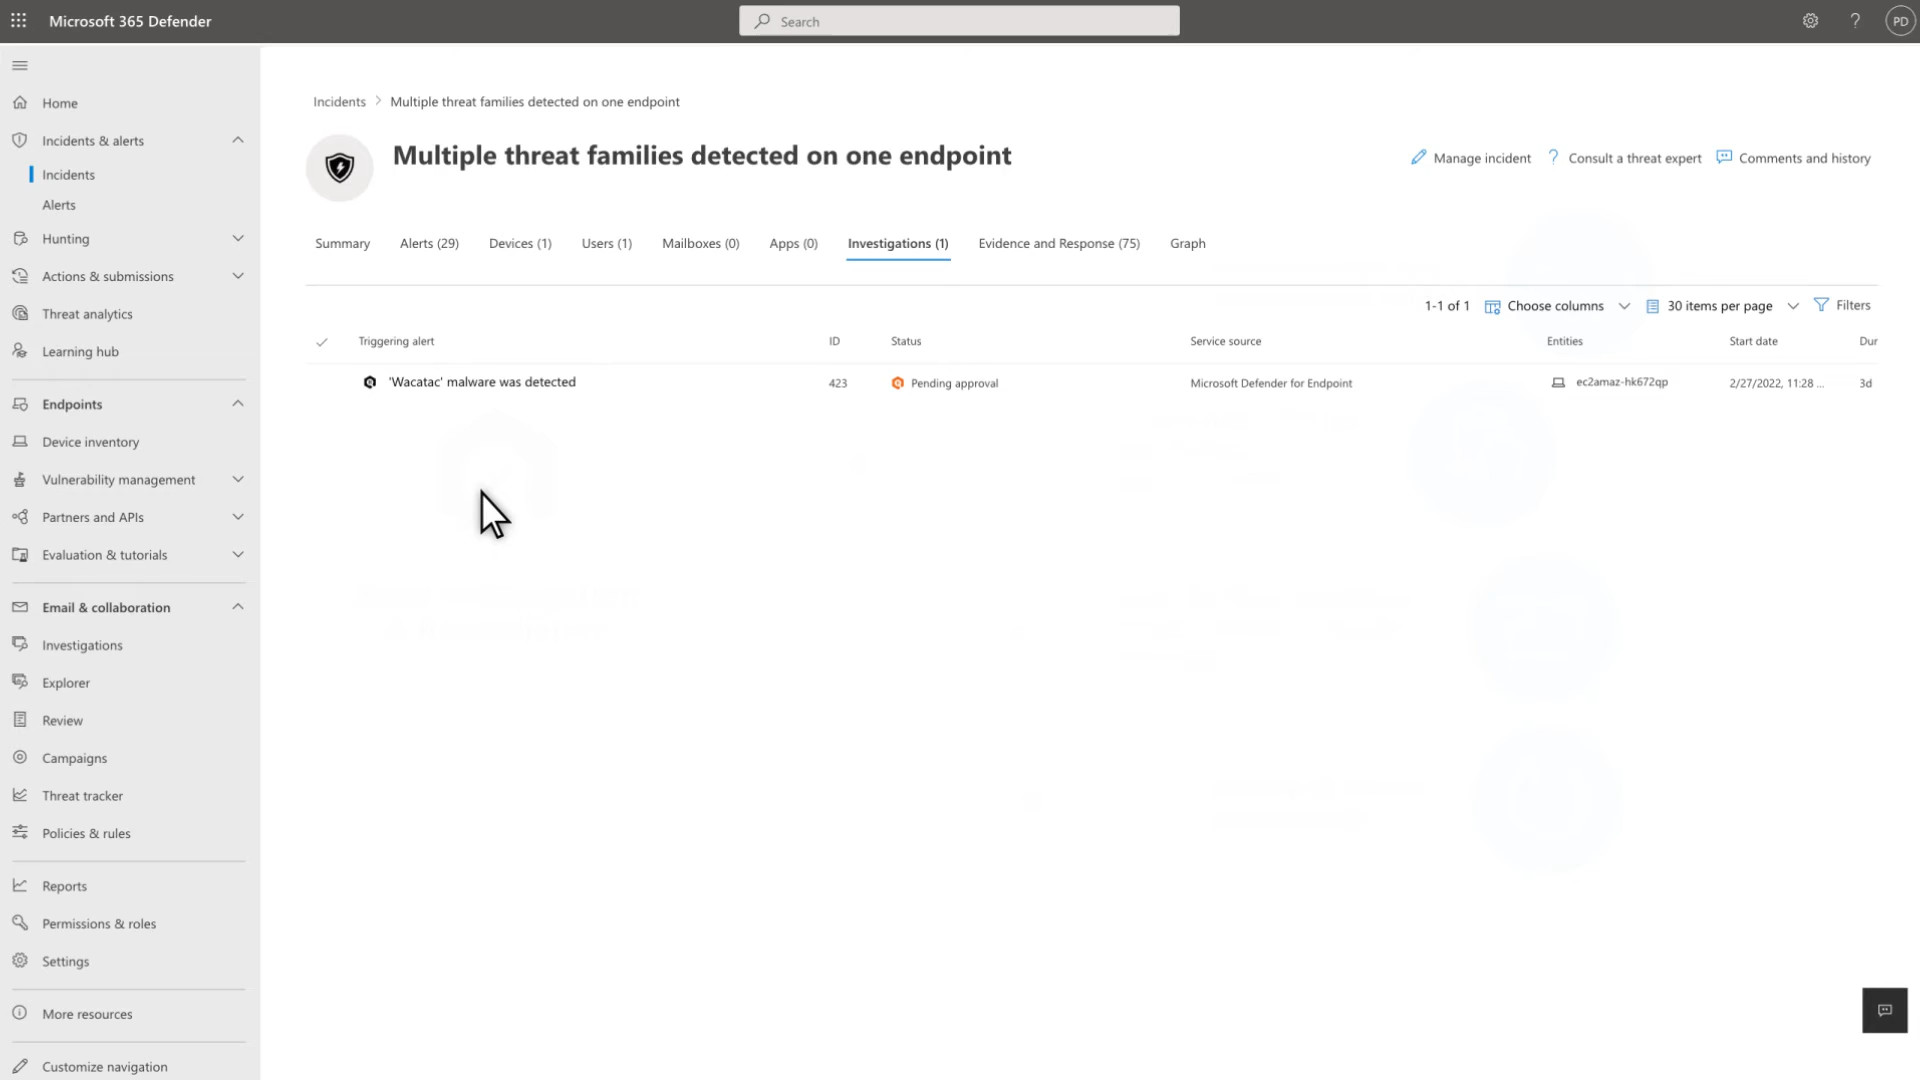 Microsoft 365 Defender
Search
PD
Home
Incidents & alerts
Incidents
Alerts
Hunting
Actions & submissions
Threat analytics
Learning hub
Endpoints
Device inventory
Vulnerability management
Partners and APIs
Evaluation & tutorials
Email & collaboration
Investigations
Explorer
Review
Campaigns
Threat tracker
Policies & rules
Reports
Permissions & roles
Settings
More resources
Customize navigation
Incidents > Multiple threat families detected on one endpoint
Multiple threat families detected on one endpoint
Manage incident ? Consult a threat expert Comments and history
Summary Alerts (29) Devices (1) Users (1) Mailboxes (0) Apps (0) Investigations (1) Evidence and Response (75) Graph
1-1 of 1 Choose columns 30 items per page Filters
Triggering alert ID Status Service source Entities Start date Dur
'Wacatac' malware was detected 423 Pending approval Microsoft Defender for Endpoint ec2amaz-hk672qp 2/27/2022, 11:28 ... 3d